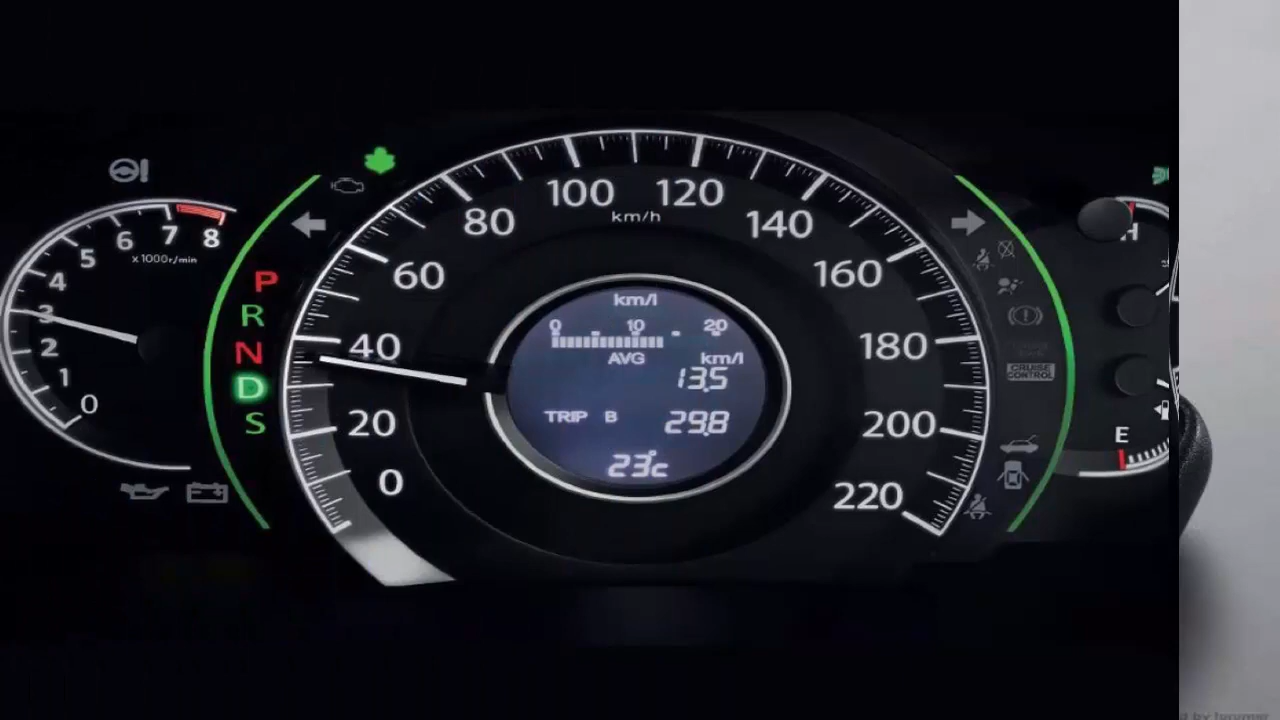 8
7
6
5
4
3
2
1
0
x1000r/min
P
R
N
D
S
0
20
40
60
80
100
120
140
160
180
200
220
km/h
km/l
0 10 20
AVG km/l
13.5
TRIP B 29.8
23°c
CRUISE
CONTROL
H
E